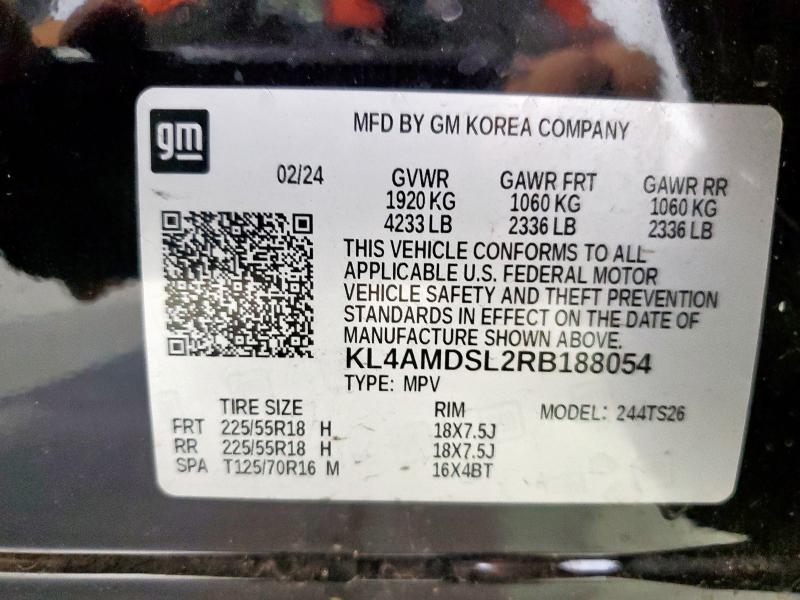 gm
MFD BY GM KOREA COMPANY
02/24
GVWR GAWR FRT GAWR RR
1920 KG 1060 KG 1060 KG
4233 LB 2336 LB 2336 LB
THIS VEHICLE CONFORMS TO ALL
APPLICABLE U.S. FEDERAL MOTOR
VEHICLE SAFETY AND THEFT PREVENTION
STANDARDS IN EFFECT ON THE DATE OF
MANUFACTURE SHOWN ABOVE.
KL4AMDSL2RB188054
TYPE: MPV
TIRE SIZE RIM MODEL: 244TS26
FRT 225/55R18 H 18X7.5J
RR 225/55R18 H 18X7.5J
SPA T125/70R16 M 16X4BT